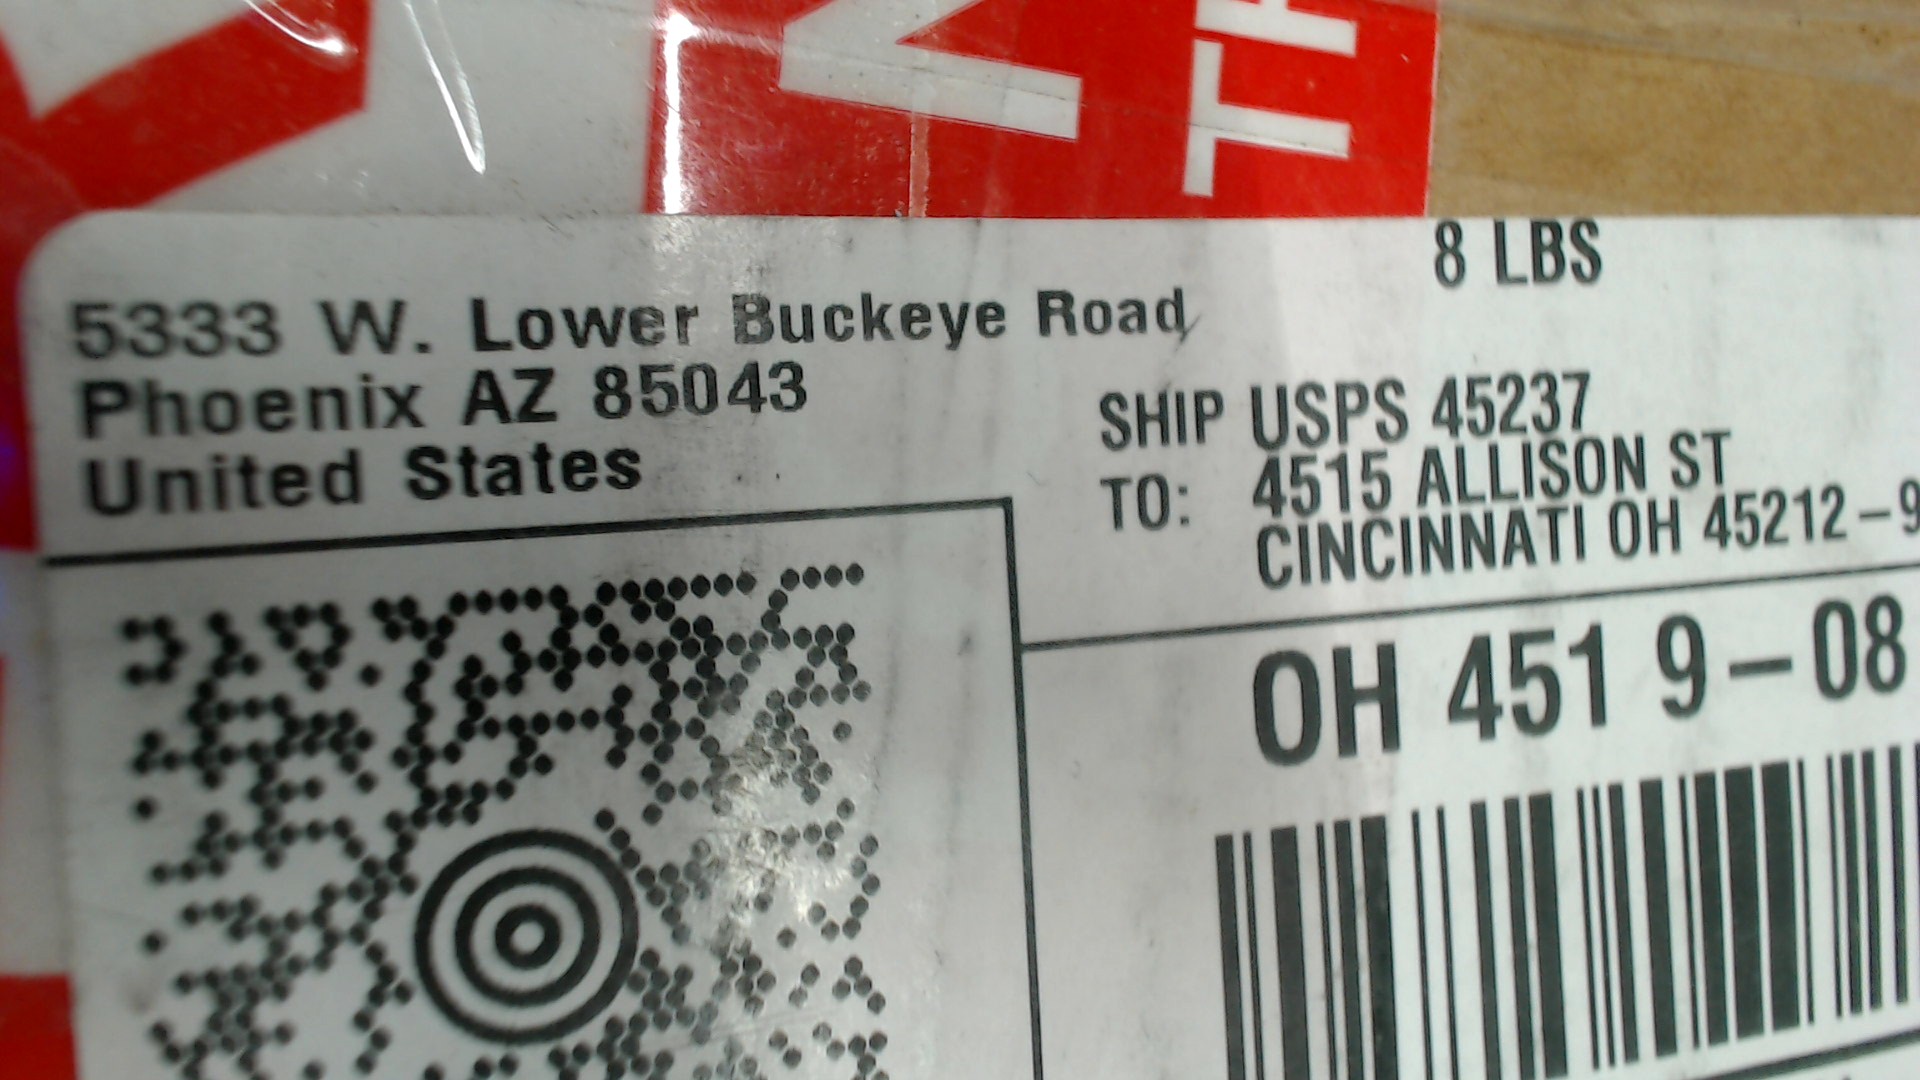 TH
8 LBS
5333 W. Lower Buckeye Road
Phoenix AZ 85043
United States
SHIP TO: USPS 45237
4515 ALLISON ST
CINCINNATI OH 45212-9
OH 451 9-08